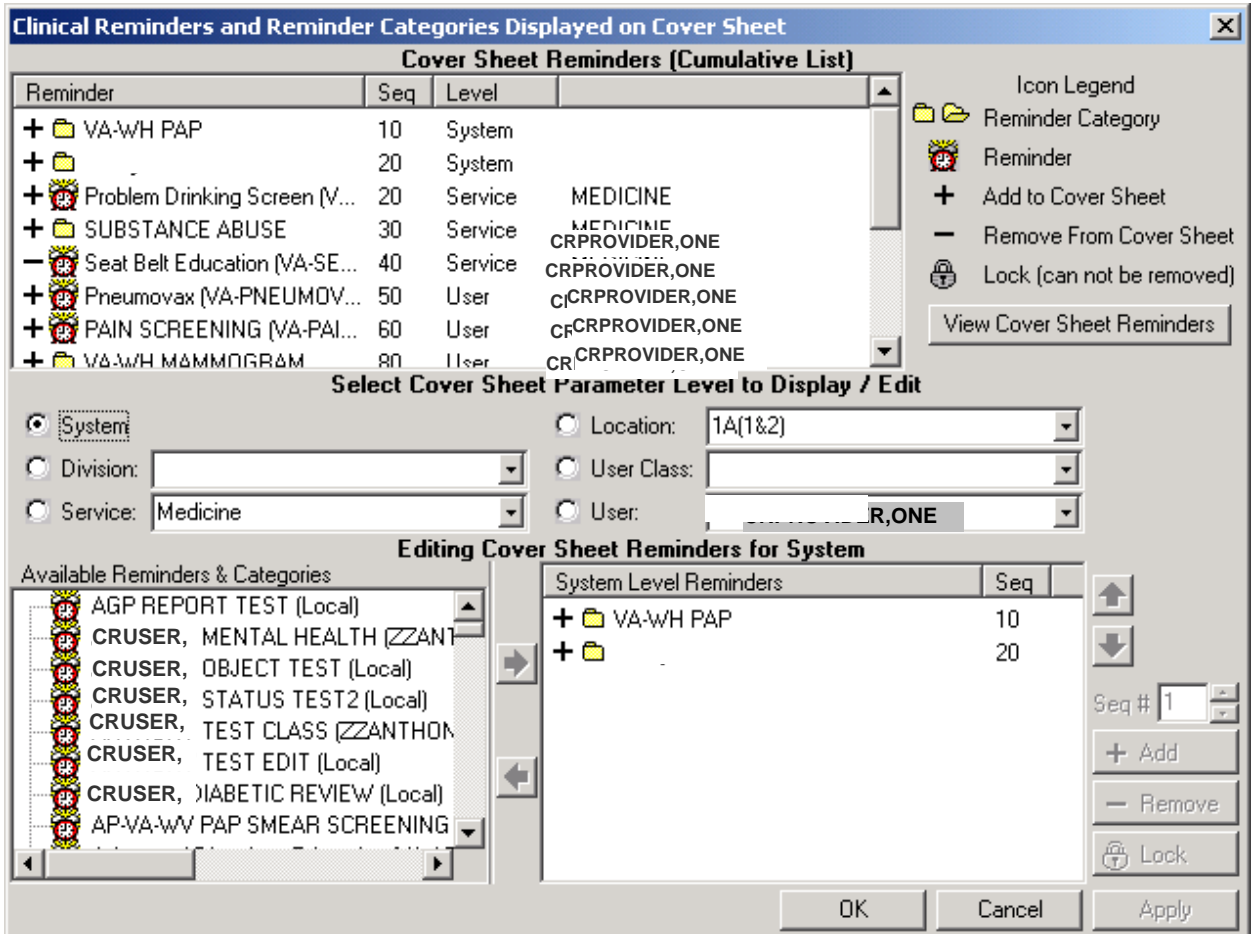 Clinical Reminders and Reminder Categories Displayed on Cover Sheet
Cover Sheet Reminders (Cumulative List)
Reminder Seq Level
VA-WH PAP 10 System
20 System
Problem Drinking Screen (V... 20 Service MEDICINE
SUBSTANCE ABUSE 30 Service MEDICINE
CRPROVIDER,ONE
Seat Belt Education (VA-SE... 40 Service CRPROVIDER,ONE
Pneumovax (VA-PNEUMOV... 50 User CRPROVIDER,ONE
PAIN SCREENING (VA-PAI... 60 User CRPROVIDER,ONE
VA-WH MAMMOGRAM 80 User CRPROVIDER,ONE
Icon Legend
Reminder Category
Reminder
Add to Cover Sheet
Remove From Cover Sheet
Lock (can not be removed)
View Cover Sheet Reminders
Select Cover Sheet Parameter Level to Display / Edit
System Location: 1A(1&2)
Division: User Class:
Service: Medicine User: R,ONE
Editing Cover Sheet Reminders for System
Available Reminders & Categories
AGP REPORT TEST (Local)
CRUSER, MENTAL HEALTH (ZZANT
CRUSER, OBJECT TEST (Local)
CRUSER, STATUS TEST2 (Local)
CRUSER, TEST CLASS (ZZANTHON
CRUSER, TEST EDIT (Local)
CRUSER, DIABETIC REVIEW (Local)
AP-VA-WV PAP SMEAR SCREENING
System Level Reminders Seq
VA-WH PAP 10
20
Seq # 1
Add
Remove
Lock
OK Cancel Apply